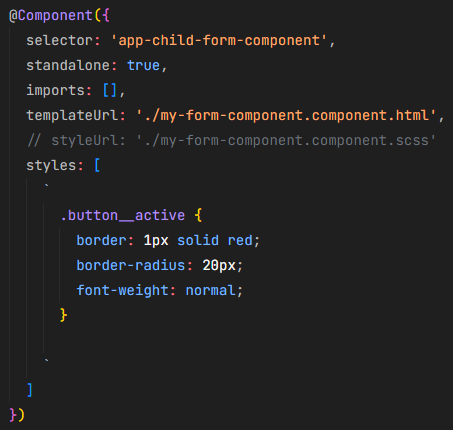 @Component({
  selector: 'app-child-form-component',
  standalone: true,
  imports: [],
  templateUrl: './my-form-component.component.html',
  // styleUrl: './my-form-component.component.scss'
  styles: [
    `
      .button__active {
        border: 1px solid red;
        border-radius: 20px;
        font-weight: normal;
      }

    `
  ]
})